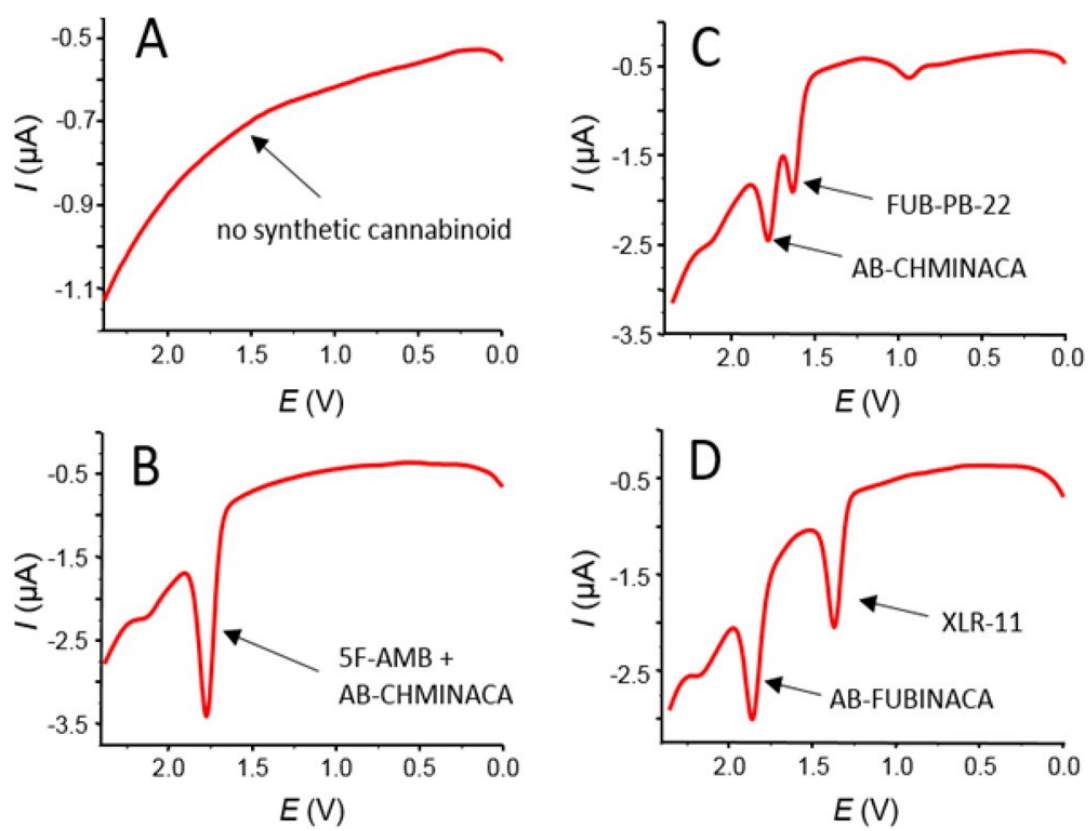 A
-0.5
-0.7
-0.9
-1.1
I (µA)
no synthetic cannabinoid
2.0 1.5 1.0 0.5 0.0
E (V)
C
-0.5
-1.5
-2.5
-3.5
I (µA)
FUB-PB-22
AB-CHMINACA
2.0 1.5 1.0 0.5 0.0
E (V)
B
-0.5
-1.5
-2.5
-3.5
I (µA)
5F-AMB +
AB-CHMINACA
2.0 1.5 1.0 0.5 0.0
E (V)
D
-0.5
-1.5
-2.5
I (µA)
XLR-11
AB-FUBINACA
2.0 1.5 1.0 0.5 0.0
E (V)